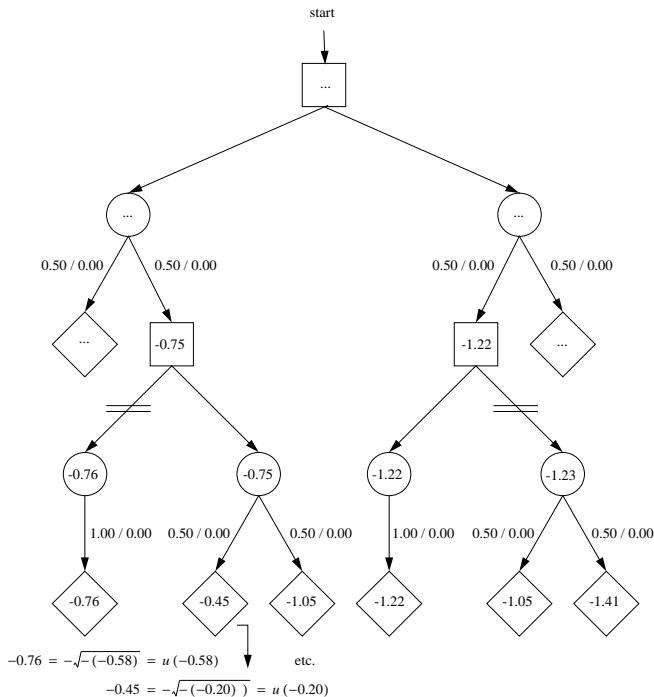 start
...
... ...
0.50 / 0.00 0.50 / 0.00 0.50 / 0.00 0.50 / 0.00
... -0.75 -1.22 ...
-0.76 -0.75 -1.22 -1.23
1.00 / 0.00 0.50 / 0.00 0.50 / 0.00 1.00 / 0.00 0.50 / 0.00 0.50 / 0.00
-0.76 -0.45 -1.05 -1.22 -1.05 -1.41
−0.76 = −√− (−0.58) = u (−0.58) etc.
−0.45 = −√− (−0.20) ) = u (−0.20)